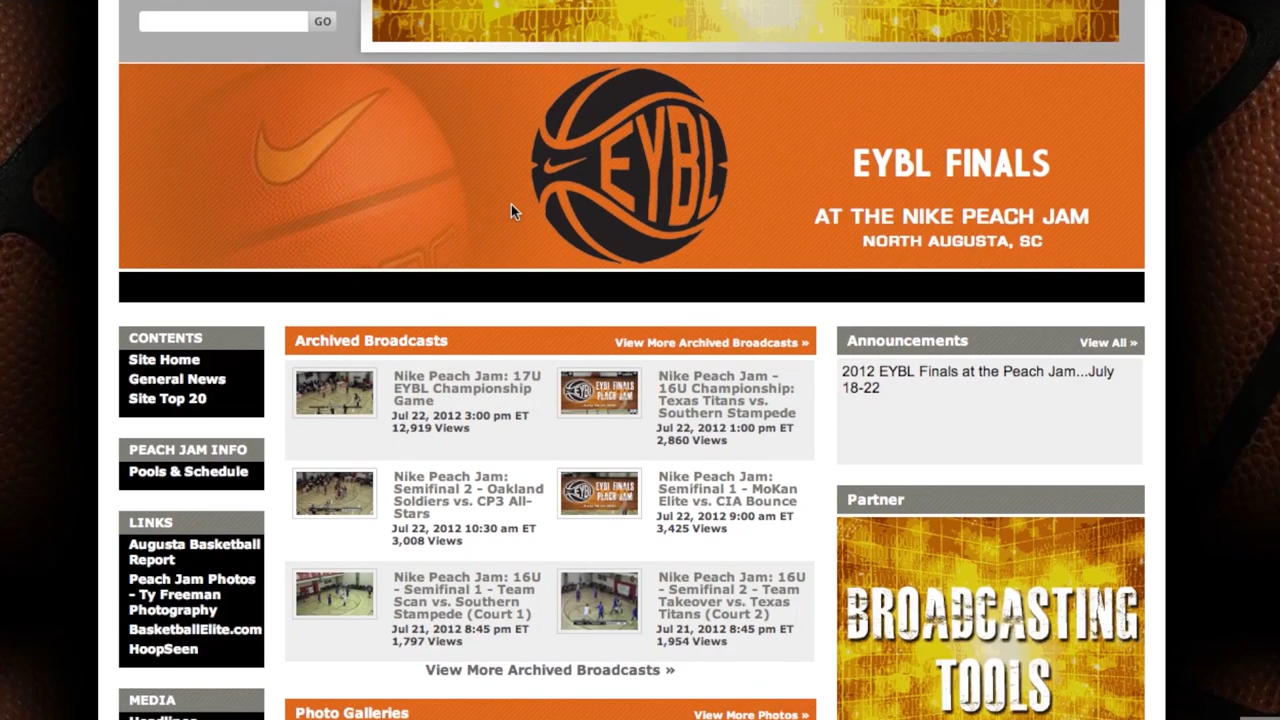 GO
EYBL
EYBL FINALS
AT THE NIKE PEACH JAM
NORTH AUGUSTA, SC
CONTENTS
Site Home
General News
Site Top 20
PEACH JAM INFO
Pools & Schedule
LINKS
Augusta Basketball
Report
Peach Jam Photos
- Ty Freeman
Photography
BasketballElite.com
HoopSeen
MEDIA
Archived Broadcasts
View More Archived Broadcasts »
Nike Peach Jam: 17U
EYBL Championship
Game
Jul 22, 2012 3:00 pm ET
12,919 Views
Nike Peach Jam -
16U Championship:
Texas Titans vs.
Southern Stampede
Jul 22, 2012 1:00 pm ET
2,860 Views
Nike Peach Jam:
Semifinal 2 - Oakland
Soldiers vs. CP3 All-
Stars
Jul 22, 2012 10:30 am ET
3,008 Views
Nike Peach Jam:
Semifinal 1 - MoKan
Elite vs. CIA Bounce
Jul 22, 2012 9:00 am ET
3,425 Views
Nike Peach Jam: 16U
- Semifinal 1 - Team
Scan vs. Southern
Stampede (Court 1)
Jul 21, 2012 8:45 pm ET
1,797 Views
Nike Peach Jam: 16U
- Semifinal 2 - Team
Takeover vs. Texas
Titans (Court 2)
Jul 21, 2012 8:45 pm ET
1,954 Views
View More Archived Broadcasts »
Photo Galleries
View More Photos »
Announcements
View All »
2012 EYBL Finals at the Peach Jam...July
18-22
Partner
BROADCASTING
TOOLS